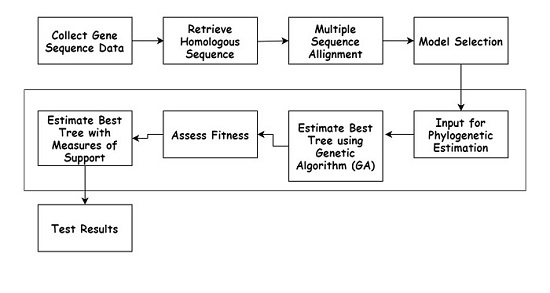 Collect Gene
Sequence Data
Retrieve
Homologous
Sequence
Multiple
Sequence
Allignment
Model Selection
Input for
Phylogenetic
Estimation
Estimate Best
Tree using
Genetic
Algorithm (GA)
Assess Fitness
Estimate Best
Tree with
Measures of
Support
Test Results